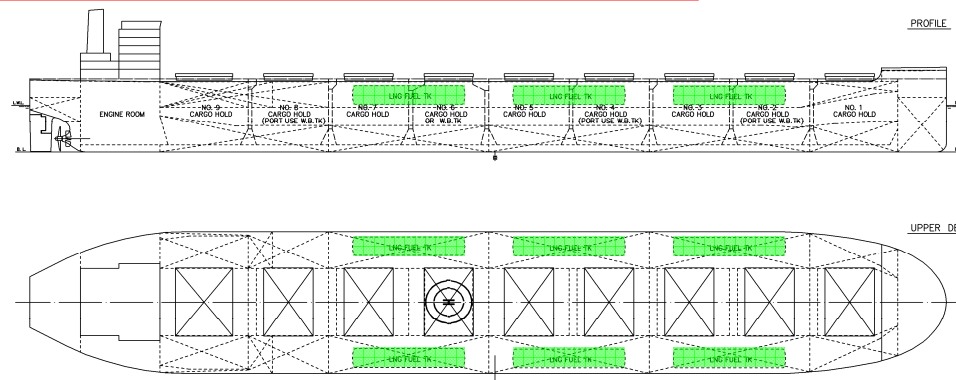 PROFILE
LNG FUEL TK
LNG FUEL TK
LNG FUEL TK
L.W.L.
ENGINE ROOM
NO. 9
CARGO HOLD
NO. 8
CARGO HOLD
(PORT USE W.B.TK)
NO. 7
CARGO HOLD
NO. 6
CARGO HOLD
OR W.B.TK
NO. 5
CARGO HOLD
NO. 4
CARGO HOLD
(PORT USE W.B.TK)
NO. 3
CARGO HOLD
NO. 2
CARGO HOLD
(PORT USE W.B.TK)
NO. 1
CARGO HOLD
B.L.
UPPER DE
LNG FUEL TK
LNG FUEL TK
LNG FUEL TK
H
LNG FUEL TK
LNG FUEL TK
LNG FUEL TK